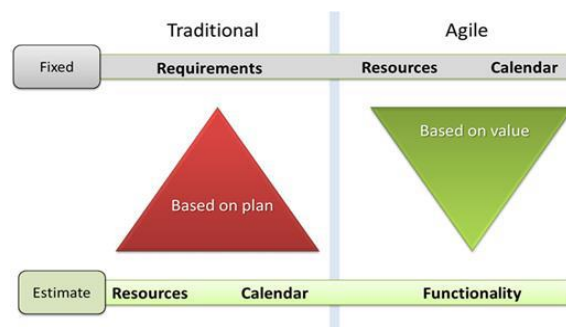 Traditional
Agile
Fixed
Requirements
Resources
Calendar
Based on plan
Based on value
Estimate
Resources
Calendar
Functionality